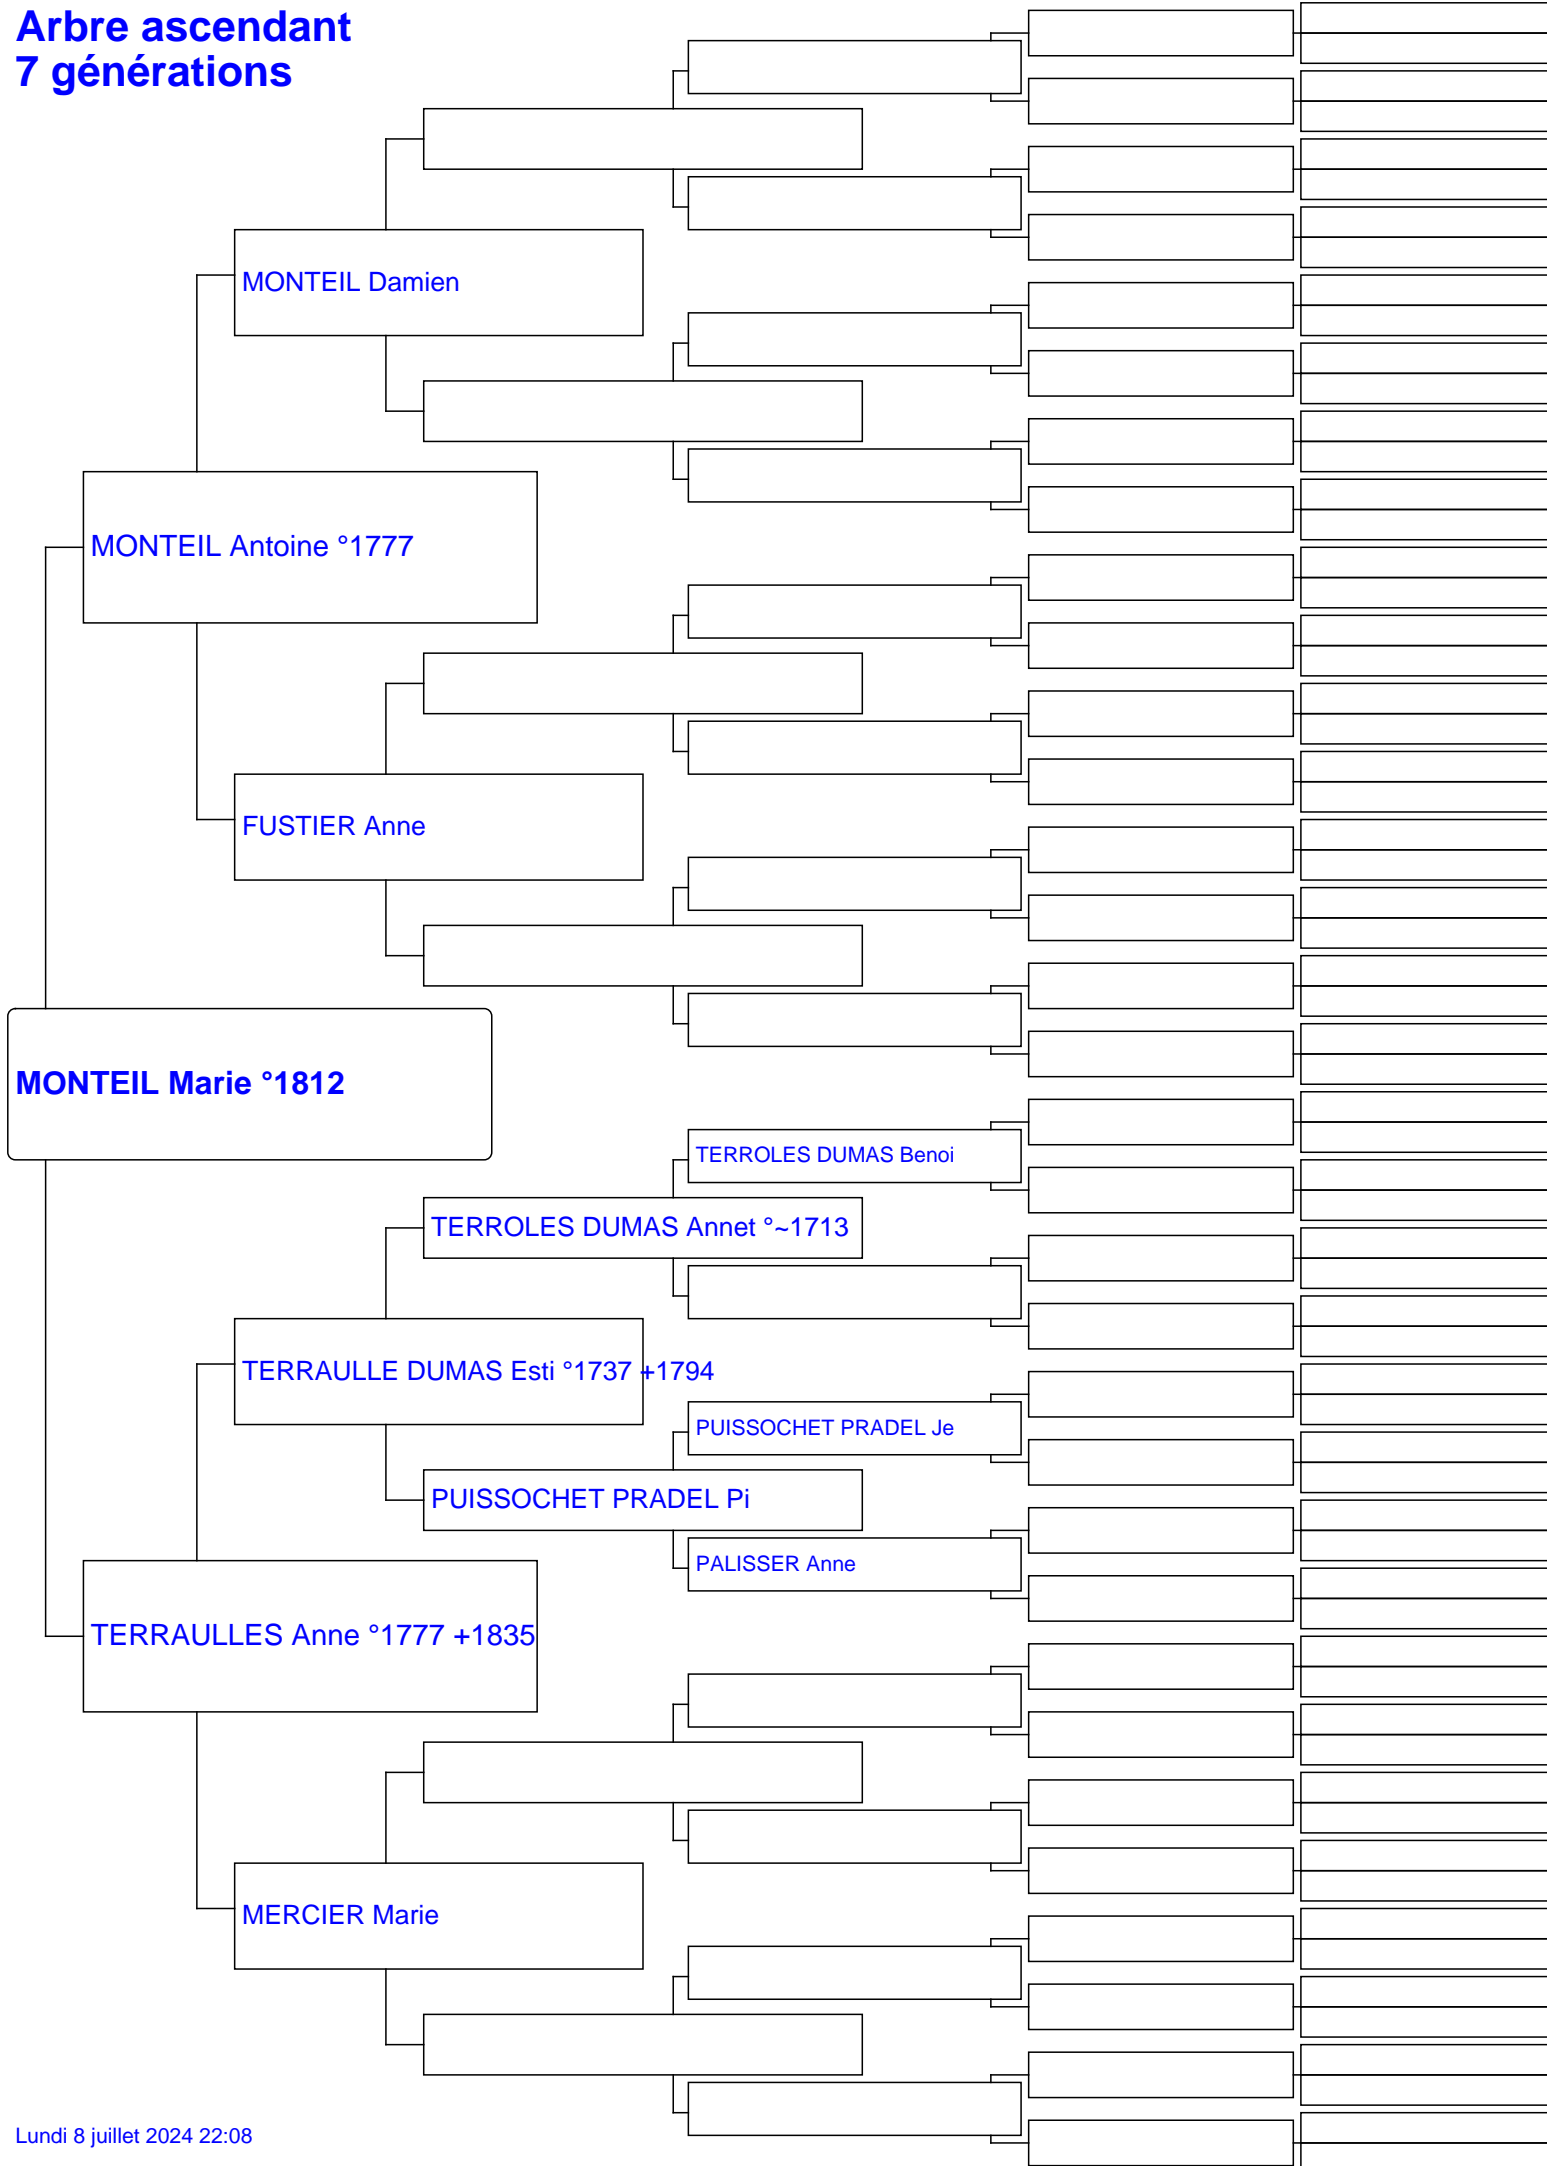 Arbre ascendant
7 générations
MONTEIL Damien
MONTEIL Antoine °1777
FUSTIER Anne
MONTEIL Marie °1812
TERROLES DUMAS Benoi
TERROLES DUMAS Annet °~1713
TERRAULLE DUMAS Esti °1737 +1794
PUISSOCHET PRADEL Je
PUISSOCHET PRADEL Pi
PALISSER Anne
TERRAULLES Anne °1777 +1835
MERCIER Marie
Lundi 8 juillet 2024 22:08